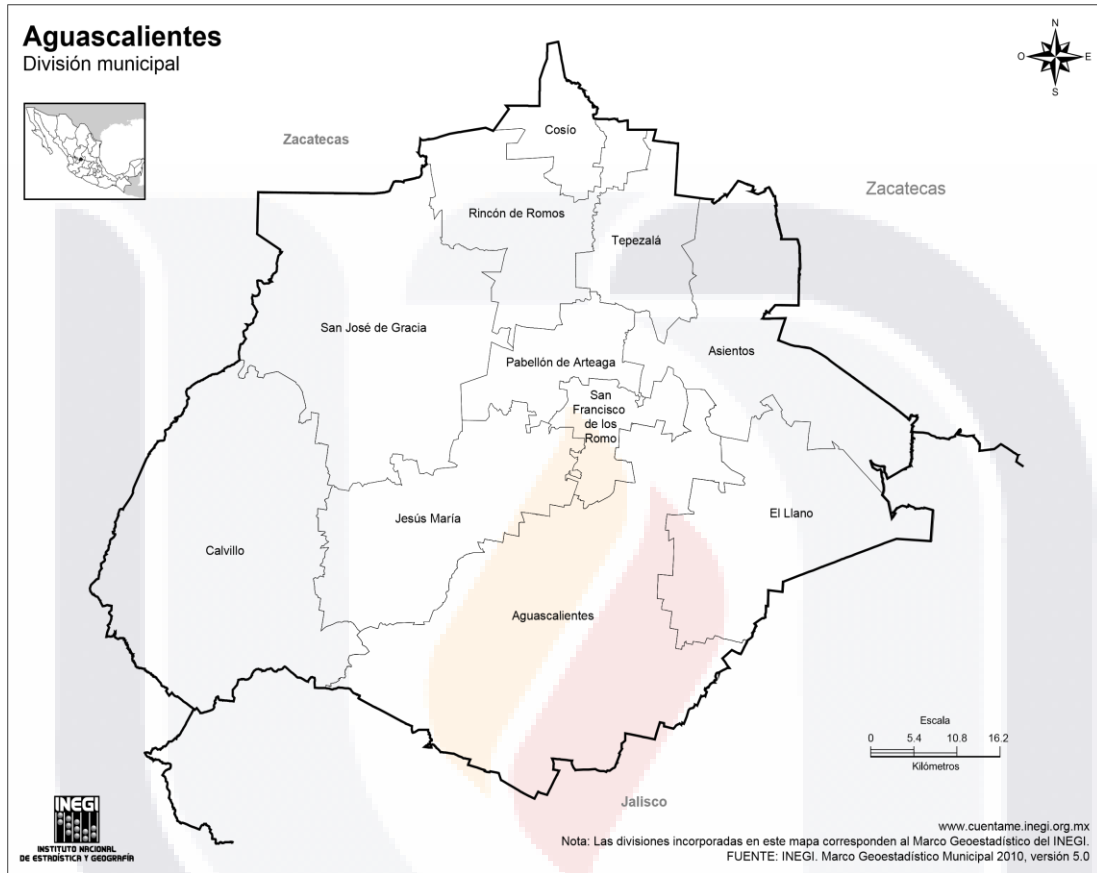 Aguascalientes
División municipal
N
O
E
S
Zacatecas
Cosío
Zacatecas
Rincón de Romos
Tepezalá
San José de Gracia
Asientos
Pabellón de Arteaga
San
Francisco
de los
Romo
Jesús María
El Llano
Calvillo
Aguascalientes
Escala
0 5.4 10.8 16.2
Kilómetros
Jalisco
INEGI
INSTITUTO NACIONAL
DE ESTADÍSTICA Y GEOGRAFÍA
www.cuentame.inegi.org.mx
Nota: Las divisiones incorporadas en este mapa corresponden al Marco Geoestadístico del INEGI.
FUENTE: INEGI. Marco Geoestadístico Municipal 2010, versión 5.0